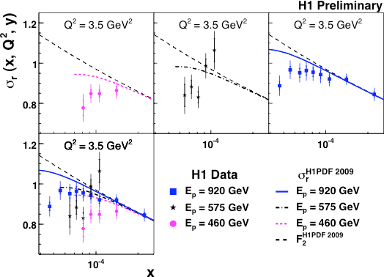 H1 Preliminary
Q² = 3.5 GeV²
Q² = 3.5 GeV²
Q² = 3.5 GeV²
σr (x, Q², y)
1.2
1
0.8
10⁻⁴
10⁻⁴
Q² = 3.5 GeV²
1.2
1
0.8
10⁻⁴
x
H1 Data
Ep = 920 GeV
Ep = 575 GeV
Ep = 460 GeV
σr H1PDF 2009
Ep = 920 GeV
Ep = 575 GeV
Ep = 460 GeV
F2 H1PDF 2009